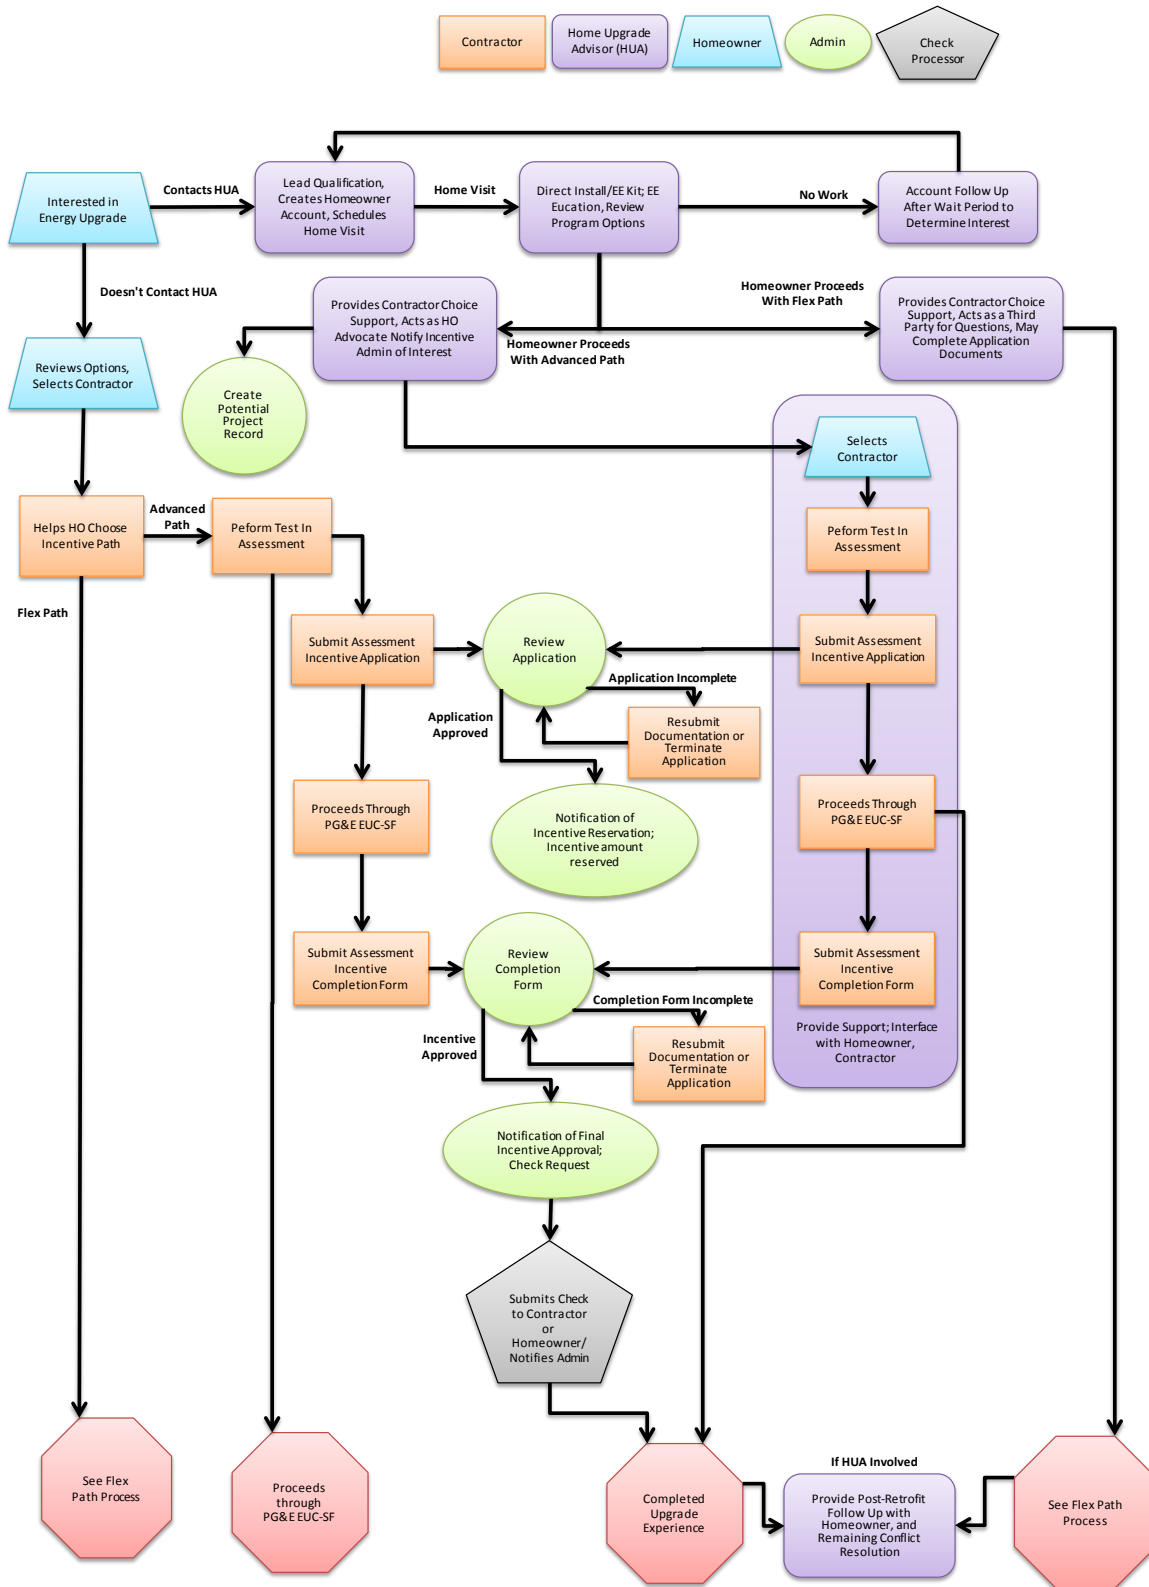 Contractor
Home Upgrade
Advisor (HUA)
Homeowner
Admin
Check
Processor
Interested in
Energy Upgrade
Contacts HUA
Lead Qualification,
Creates Homeowner
Account, Schedules
Home Visit
Home Visit
Direct Install/EE Kit; EE
Eucation, Review
Program Options
No Work
Account Follow Up
After Wait Period to
Determine Interest
Doesn't Contact HUA
Provides Contractor Choice
Support, Acts as HO
Advocate Notify Incentive
Admin of Interest
Homeowner Proceeds
With Advanced Path
Homeowner Proceeds
With Flex Path
Provides Contractor Choice
Support, Acts as a Third
Party for Questions, May
Complete Application
Documents
Reviews Options,
Selects Contractor
Create
Potential
Project
Record
Selects
Contractor
Helps HO Choose
Incentive Path
Advanced
Path
Peform Test In
Assessment
Peform Test In
Assessment
Flex Path
Submit Assessment
Incentive Application
Review
Application
Submit Assessment
Incentive Application
Application Incomplete
Application
Approved
Resubmit
Documentation or
Terminate
Application
Proceeds Through
PG&E EUC-SF
Notification of
Incentive Reservation;
Incentive amount
reserved
Proceeds Through
PG&E EUC-SF
Submit Assessment
Incentive
Completion Form
Review
Completion
Form
Submit Assessment
Incentive
Completion Form
Completion Form Incomplete
Incentive
Approved
Resubmit
Documentation or
Terminate
Application
Provide Support; Interface
with Homeowner,
Contractor
Notification of Final
Incentive Approval;
Check Request
Submits Check
to Contractor
or
Homeowner/
Notifies Admin
See Flex
Path Process
Proceeds
through
PG&E EUC-SF
Completed
Upgrade
Experience
If HUA Involved
Provide Post-Retrofit
Follow Up with
Homeowner, and
Remaining Conflict
Resolution
See Flex Path
Process